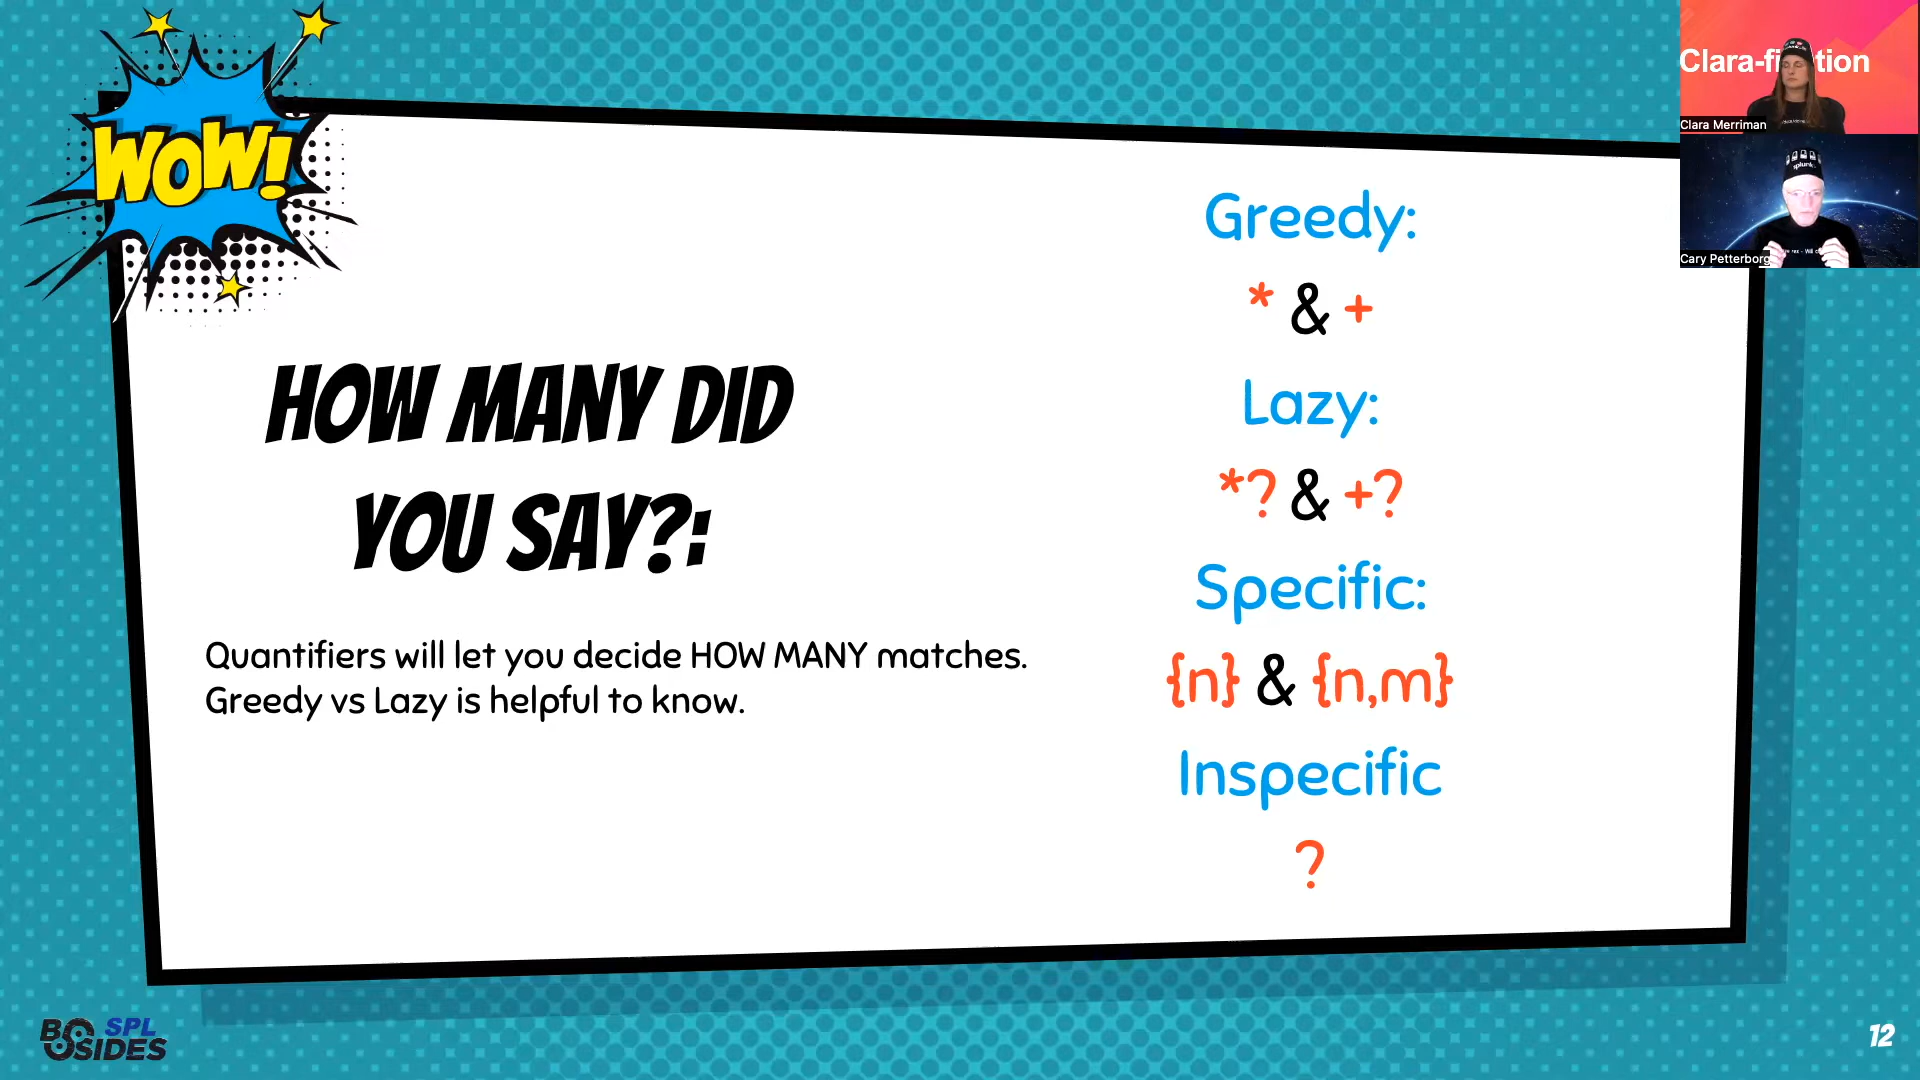 WOW!
HOW MANY DID
YOU SAY?:
Quantifiers will let you decide HOW MANY matches.
Greedy vs Lazy is helpful to know.
Greedy:
* & +
Lazy:
*? & +?
Specific:
{n} & {n,m}
Inspecific
?
Clara Merriman
splunk>
Cary Petterborg
BSIDES SPL
12